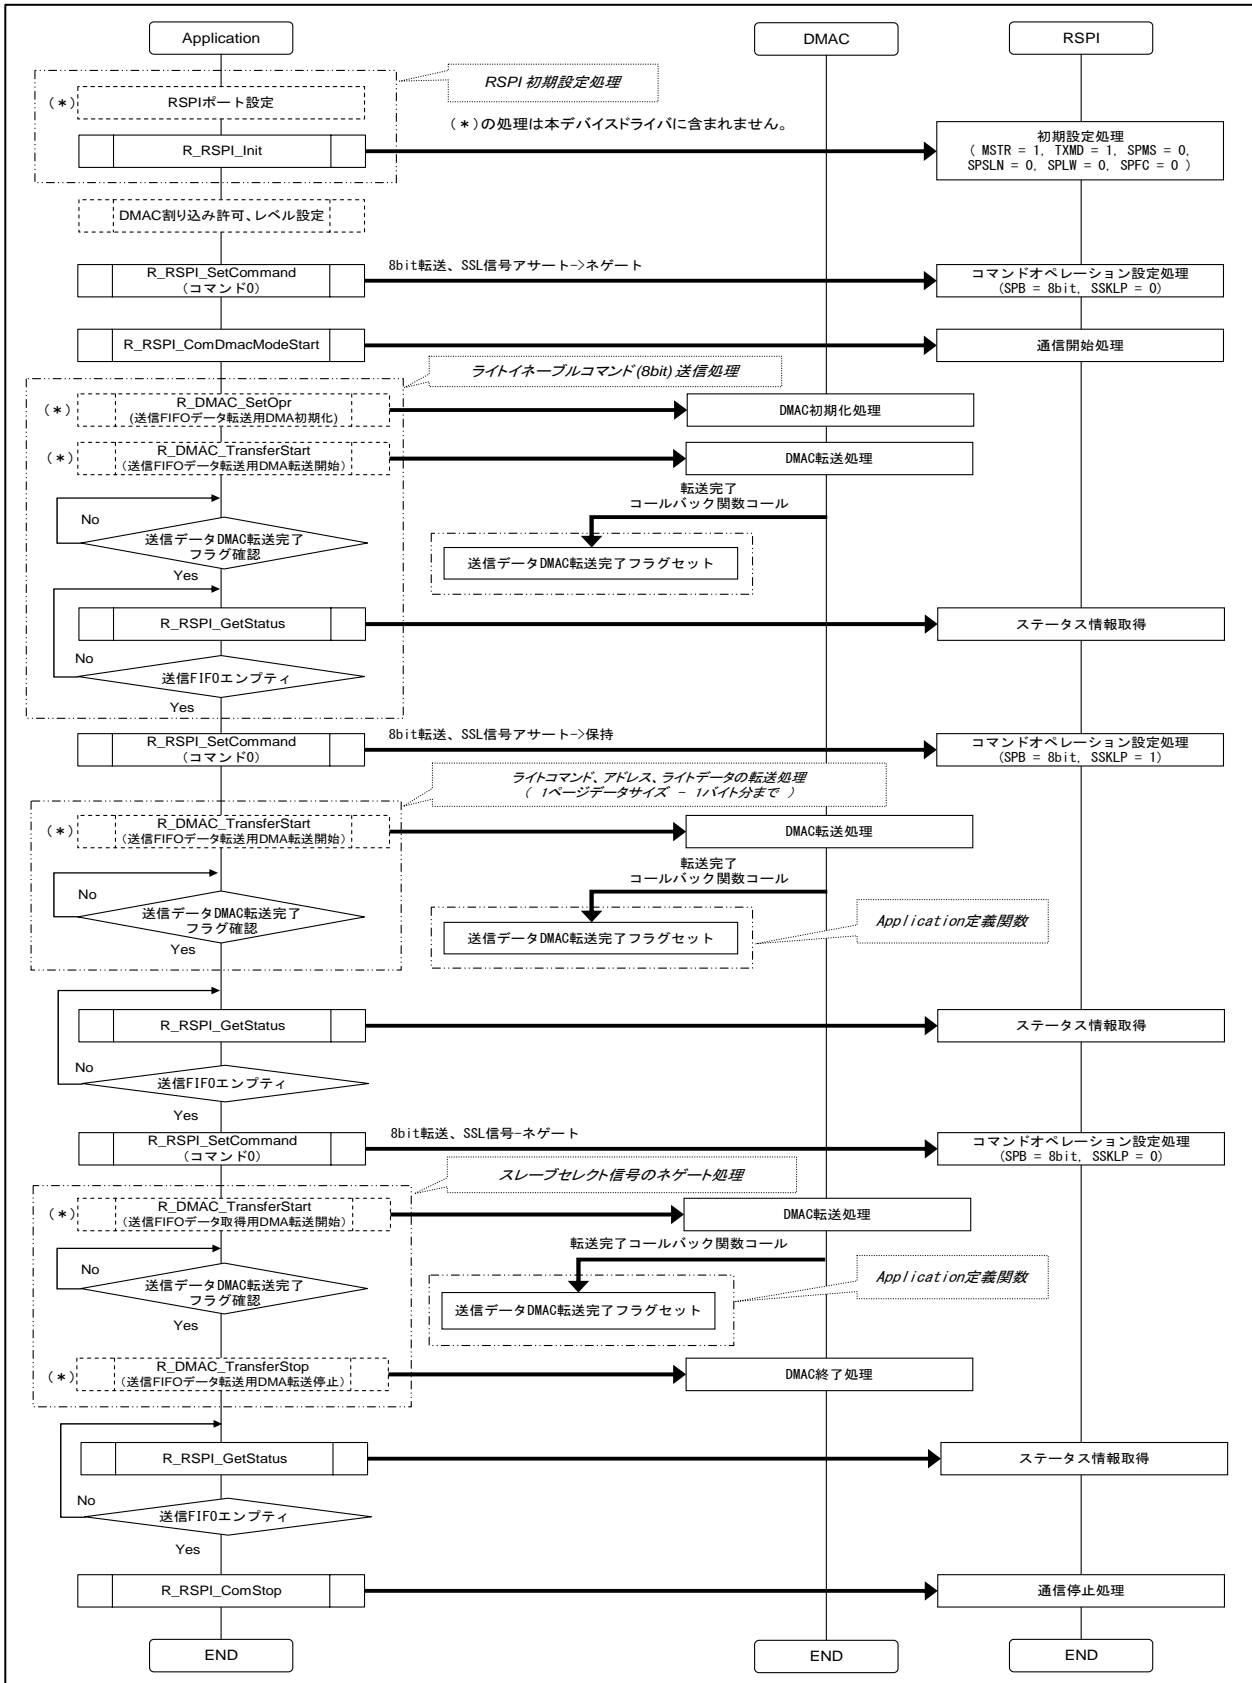 Application
DMAC
RSPI
RSPI 初期設定処理
(*)
RSPIポート設定
(*)の処理は本デバイスドライバに含まれません。
R_RSPI_Init
初期設定処理
( MSTR = 1, TXMD = 1, SPMS = 0,
SPSLN = 0, SPLW = 0, SPFC = 0 )
DMAC割り込み許可、レベル設定
R_RSPI_SetCommand
(コマンド0)
8bit転送、SSL信号アサート->ネゲート
コマンドオペレーション設定処理
(SPB = 8bit, SSKLP = 0)
R_RSPI_ComDmacModeStart
通信開始処理
ライトイネーブルコマンド(8bit)送信処理
(*)
R_DMAC_SetOpr
(送信FIFOデータ転送用DMA初期化)
DMAC初期化処理
(*)
R_DMAC_TransferStart
(送信FIFOデータ転送用DMA転送開始)
DMAC転送処理
転送完了
コールバック関数コール
No
送信データDMAC転送完了
フラグ確認
送信データDMAC転送完了フラグセット
Yes
R_RSPI_GetStatus
ステータス情報取得
No
送信FIFOエンプティ
Yes
R_RSPI_SetCommand
(コマンド0)
8bit転送、SSL信号アサート->保持
コマンドオペレーション設定処理
(SPB = 8bit, SSKLP = 1)
ライトコマンド、アドレス、ライトデータの転送処理
( 1ページデータサイズ - 1バイト分まで )
(*)
R_DMAC_TransferStart
(送信FIFOデータ転送用DMA転送開始)
DMAC転送処理
転送完了
コールバック関数コール
No
送信データDMAC転送完了
フラグ確認
送信データDMAC転送完了フラグセット
Application定義関数
Yes
R_RSPI_GetStatus
ステータス情報取得
No
送信FIFOエンプティ
Yes
R_RSPI_SetCommand
(コマンド0)
8bit転送、SSL信号-ネゲート
コマンドオペレーション設定処理
(SPB = 8bit, SSKLP = 0)
スレーブセレクト信号のネゲート処理
(*)
R_DMAC_TransferStart
(送信FIFOデータ取得用DMA転送開始)
DMAC転送処理
転送完了コールバック関数コール
No
送信データDMAC転送完了
フラグ確認
送信データDMAC転送完了フラグセット
Application定義関数
Yes
(*)
R_DMAC_TransferStop
(送信FIFOデータ転送用DMA転送停止)
DMAC終了処理
R_RSPI_GetStatus
ステータス情報取得
No
送信FIFOエンプティ
Yes
R_RSPI_ComStop
通信停止処理
END
END
END